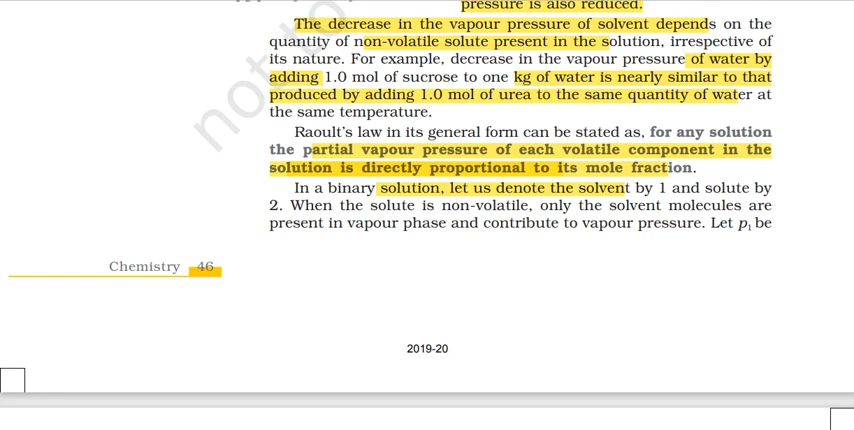 pressure is also reduced.
The decrease in the vapour pressure of solvent depends on the
quantity of non-volatile solute present in the solution, irrespective of
its nature. For example, decrease in the vapour pressure of water by
adding 1.0 mol of sucrose to one kg of water is nearly similar to that
produced by adding 1.0 mol of urea to the same quantity of water at
the same temperature.
Raoult's law in its general form can be stated as, for any solution
the partial vapour pressure of each volatile component in the
solution is directly proportional to its mole fraction.
In a binary solution, let us denote the solvent by 1 and solute by
2. When the solute is non-volatile, only the solvent molecules are
present in vapour phase and contribute to vapour pressure. Let p₁ be
not to
Chemistry 46
2019-20